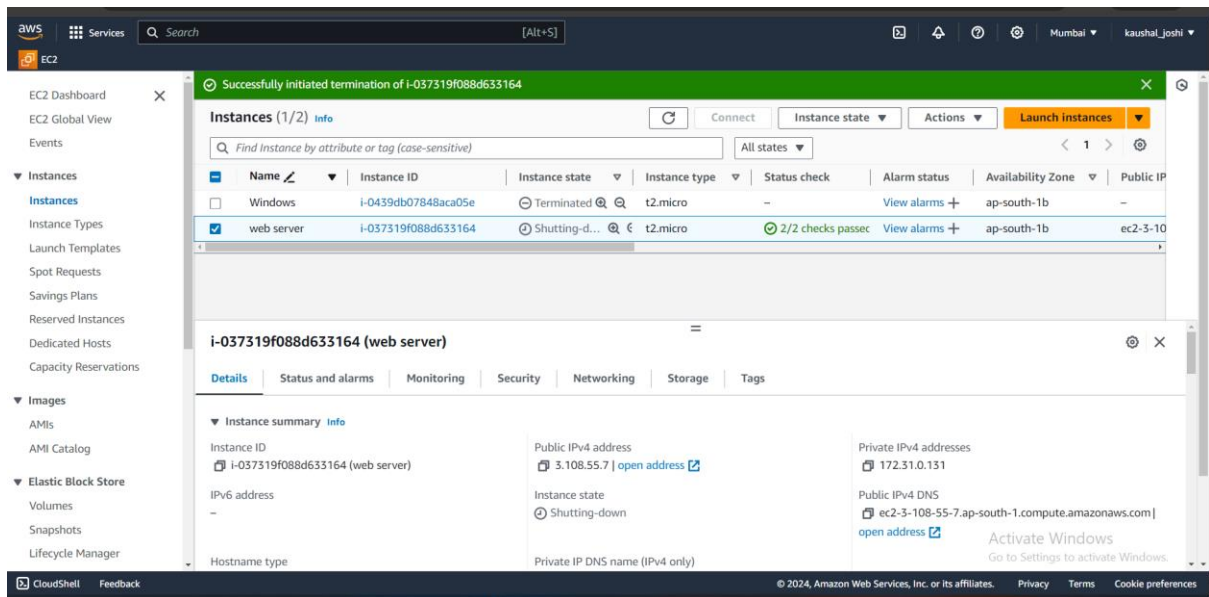 aws Services Search [Alt+S] Mumbai kaushal_joshi
EC2
EC2 Dashboard
EC2 Global View
Events
Instances
Instances
Instance Types
Launch Templates
Spot Requests
Savings Plans
Reserved Instances
Dedicated Hosts
Capacity Reservations
Images
AMIs
AMI Catalog
Elastic Block Store
Volumes
Snapshots
Lifecycle Manager
Successfully initiated termination of i-037319f088d633164
Instances (1/2) Info Connect Instance state Actions Launch instances
Find Instance by attribute or tag (case-sensitive) All states 1
Name Instance ID Instance state Instance type Status check Alarm status Availability Zone Public IP
Windows i-0439db07848aca05e Terminated t2.micro – View alarms + ap-south-1b –
web server i-037319f088d633164 Shutting-d... t2.micro 2/2 checks passec View alarms + ap-south-1b ec2-3-10
i-037319f088d633164 (web server)
Details Status and alarms Monitoring Security Networking Storage Tags
Instance summary Info
Instance ID Public IPv4 address Private IPv4 addresses
i-037319f088d633164 (web server) 3.108.55.7 | open address 172.31.0.131
IPv6 address Instance state Public IPv4 DNS
– Shutting-down ec2-3-108-55-7.ap-south-1.compute.amazonaws.com |
open address
Hostname type Private IP DNS name (IPv4 only)
Activate Windows
Go to Settings to activate Windows.
CloudShell Feedback © 2024, Amazon Web Services, Inc. or its affiliates. Privacy Terms Cookie preferences